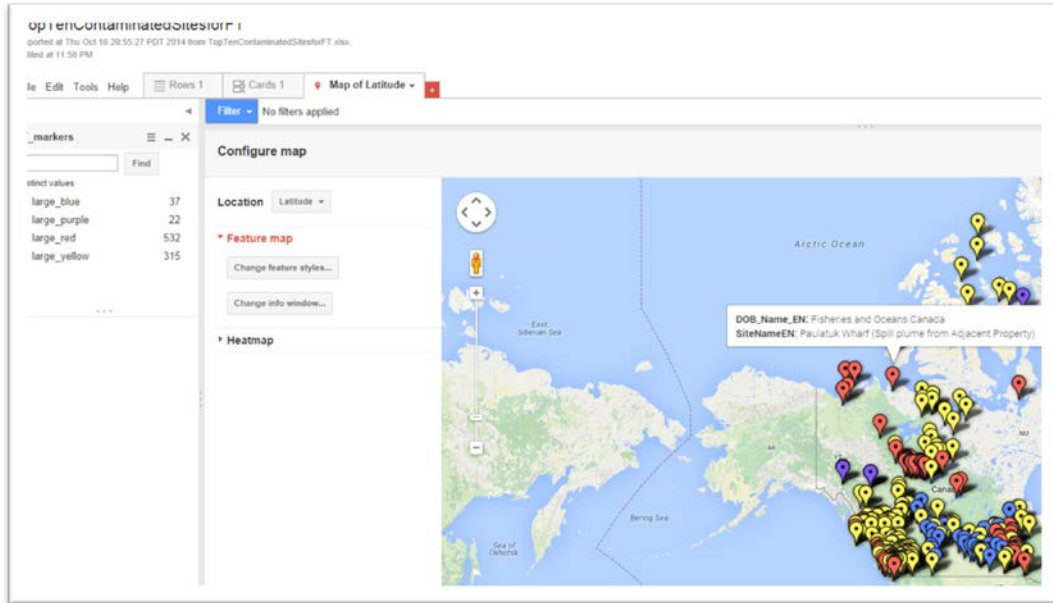 opTenContaminatedSitesforFT
ported at Thu Oct 16 20:55:27 PDT 2014 from TopTenContaminatedSitesforFT.xlsx.
dited at 11:56 PM
le Edit Tools Help Rows 1 Cards 1 Map of Latitude +
Filter No filters applied
_markers
Find
Configure map
stinct values
large_blue 37
large_purple 22
large_red 532
large_yellow 315
Location Latitude
Feature map
Change feature styles...
Change info window...
Heatmap
Arctic Ocean
DOB_Name_EN: Fisheries and Oceans Canada
SiteNameEN: Paulatuk Wharf (Spill plume from Adjacent Property)
East
Siberian Sea
NU
AK
YT
Canada
Bering Sea
Sea of
Okhotsk